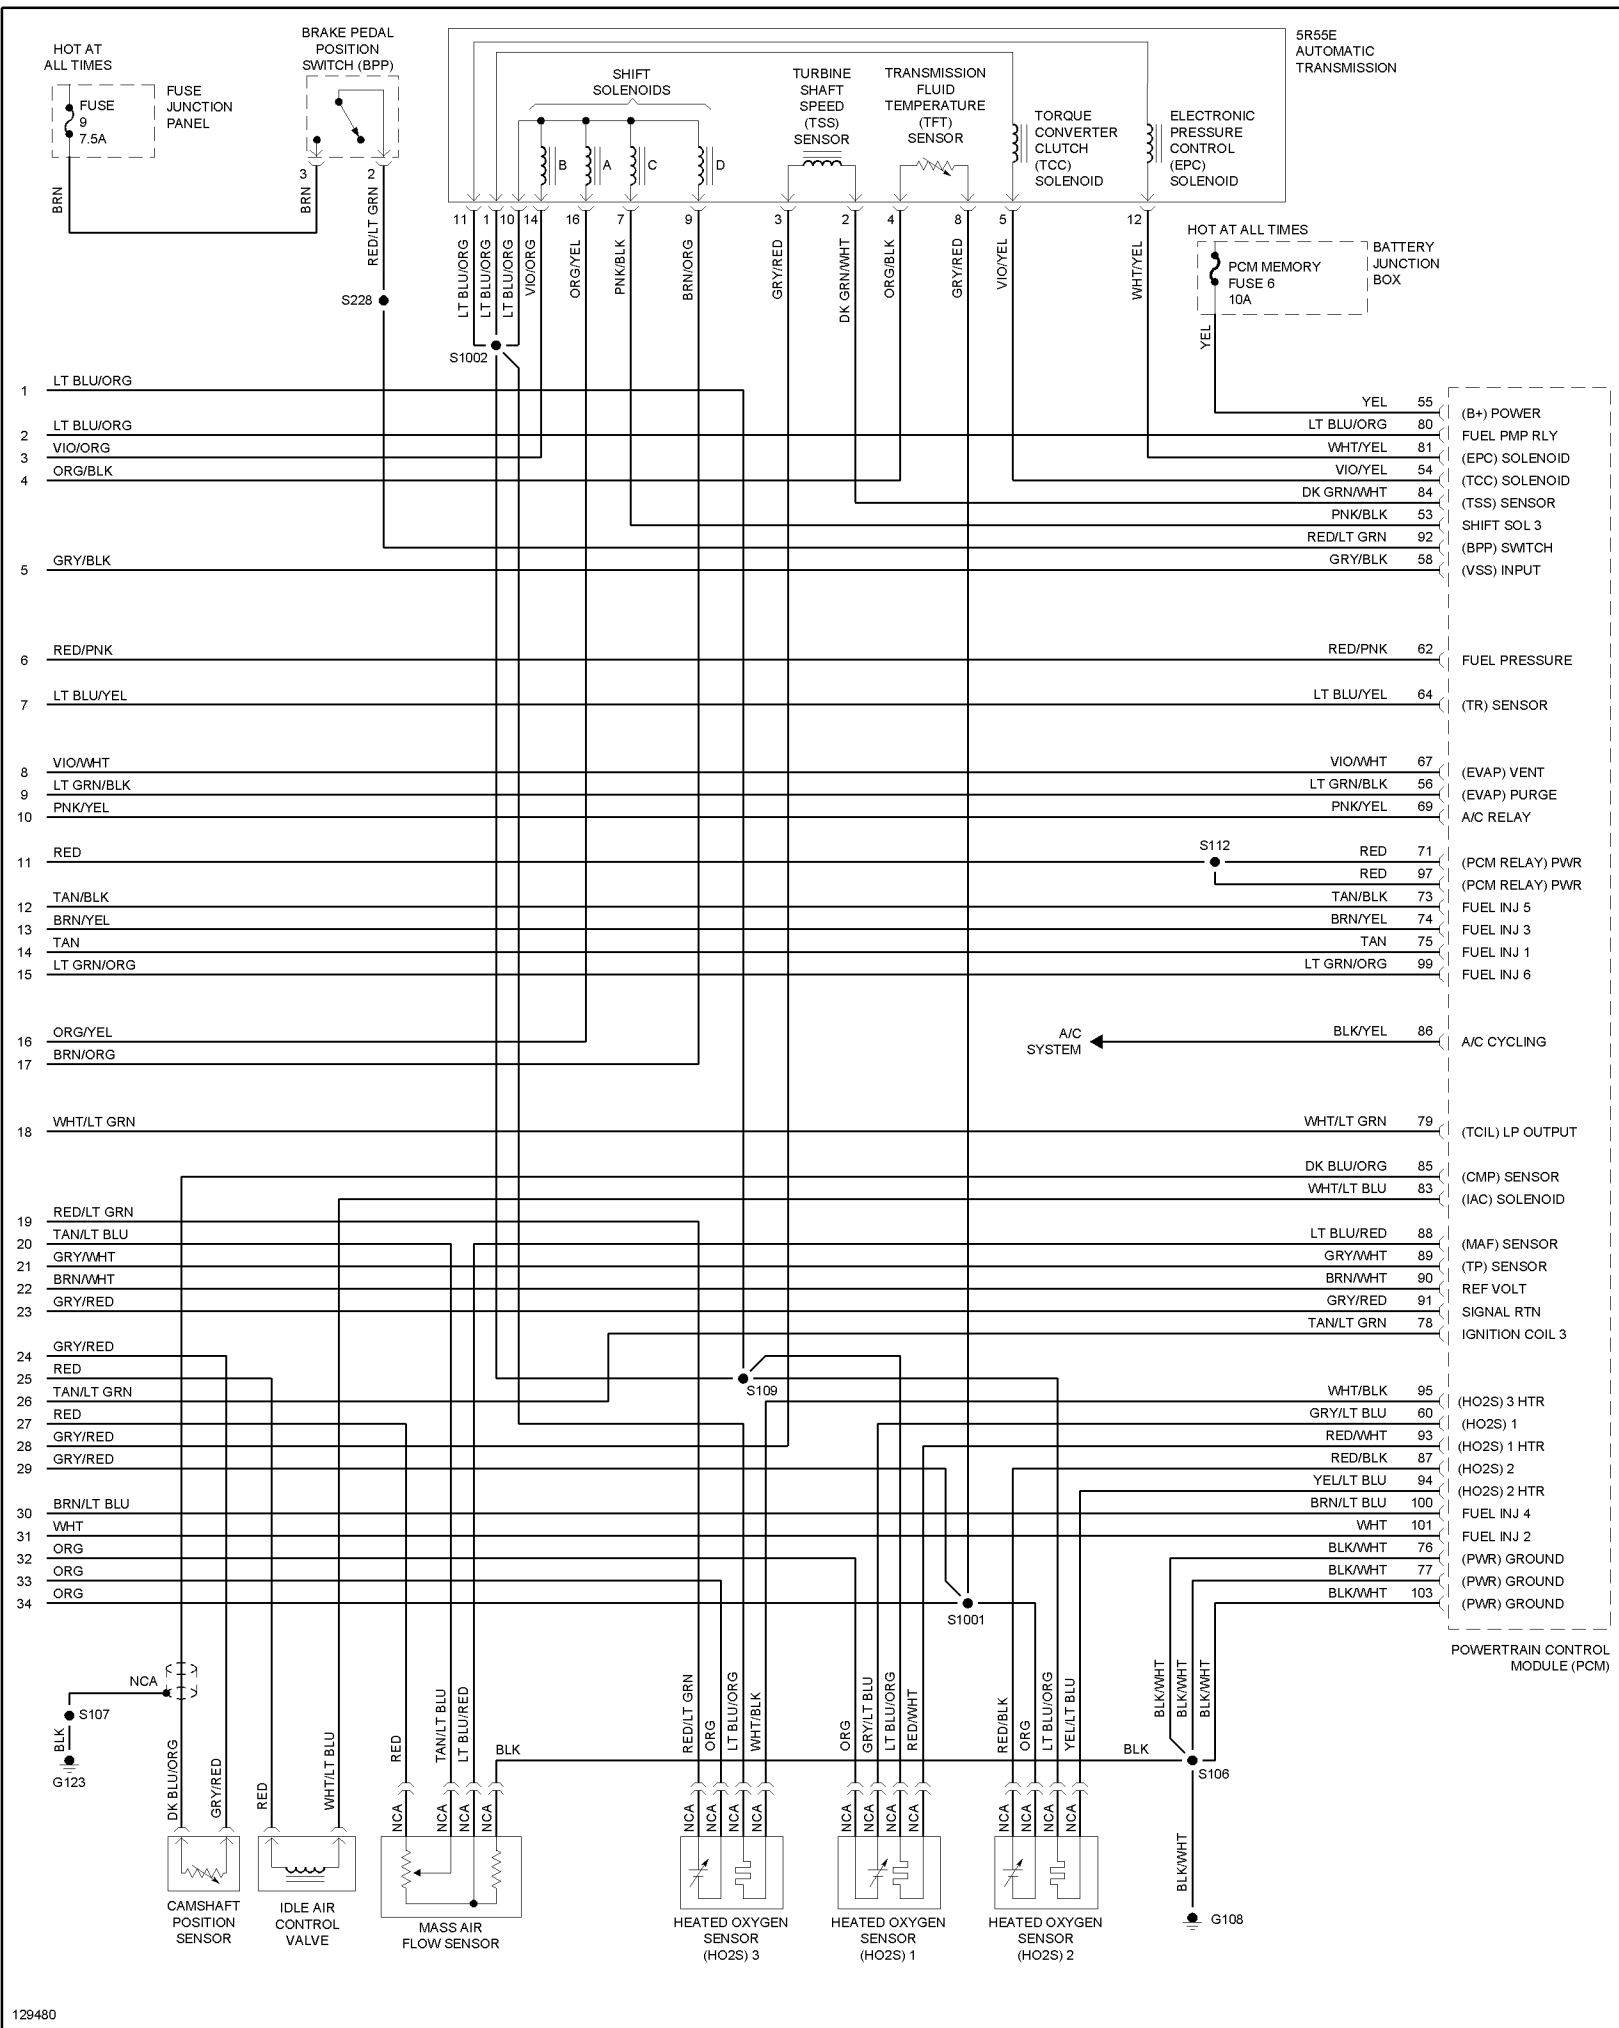 HOT AT
ALL TIMES
FUSE
9
7.5A
FUSE
JUNCTION
PANEL
BRN
BRAKE PEDAL
POSITION
SWITCH (BPP)
3
2
BRN
RED/LT GRN
S228
5R55E
AUTOMATIC
TRANSMISSION
SHIFT
SOLENOIDS
B
A
C
D
TURBINE
SHAFT
SPEED
(TSS)
SENSOR
TRANSMISSION
FLUID
TEMPERATURE
(TFT)
SENSOR
TORQUE
CONVERTER
CLUTCH
(TCC)
SOLENOID
ELECTRONIC
PRESSURE
CONTROL
(EPC)
SOLENOID
11 1 10 14 16 7 9 3 2 4 8 5 12
LT BLU/ORG
LT BLU/ORG
LT BLU/ORG
VIO/ORG
ORG/YEL
PNK/BLK
BRN/ORG
GRY/RED
DK GRN/WHT
ORG/BLK
GRY/RED
VIO/YEL
WHT/YEL
S1002
HOT AT ALL TIMES
PCM MEMORY
FUSE 6
10A
BATTERY
JUNCTION
BOX
YEL
1 LT BLU/ORG
2 LT BLU/ORG
3 VIO/ORG
4 ORG/BLK
5 GRY/BLK
6 RED/PNK
7 LT BLU/YEL
8 VIO/WHT
9 LT GRN/BLK
10 PNK/YEL
11 RED
12 TAN/BLK
13 BRN/YEL
14 TAN
15 LT GRN/ORG
16 ORG/YEL
17 BRN/ORG
18 WHT/LT GRN
19 RED/LT GRN
20 TAN/LT BLU
21 GRY/WHT
22 BRN/WHT
23 GRY/RED
24 GRY/RED
25 RED
26 TAN/LT GRN
27 RED
28 GRY/RED
29 GRY/RED
30 BRN/LT BLU
31 WHT
32 ORG
33 ORG
34 ORG
YEL 55 (B+) POWER
LT BLU/ORG 80 FUEL PMP RLY
WHT/YEL 81 (EPC) SOLENOID
VIO/YEL 54 (TCC) SOLENOID
DK GRN/WHT 84 (TSS) SENSOR
PNK/BLK 53 SHIFT SOL 3
RED/LT GRN 92 (BPP) SWITCH
GRY/BLK 58 (VSS) INPUT
RED/PNK 62 FUEL PRESSURE
LT BLU/YEL 64 (TR) SENSOR
VIO/WHT 67 (EVAP) VENT
LT GRN/BLK 56 (EVAP) PURGE
PNK/YEL 69 A/C RELAY
S112
RED 71 (PCM RELAY) PWR
RED 97 (PCM RELAY) PWR
TAN/BLK 73 FUEL INJ 5
BRN/YEL 74 FUEL INJ 3
TAN 75 FUEL INJ 1
LT GRN/ORG 99 FUEL INJ 6
A/C
SYSTEM
BLK/YEL 86 A/C CYCLING
WHT/LT GRN 79 (TCIL) LP OUTPUT
DK BLU/ORG 85 (CMP) SENSOR
WHT/LT BLU 83 (IAC) SOLENOID
LT BLU/RED 88 (MAF) SENSOR
GRY/WHT 89 (TP) SENSOR
BRN/WHT 90 REF VOLT
GRY/RED 91 SIGNAL RTN
TAN/LT GRN 78 IGNITION COIL 3
S109
WHT/BLK 95 (HO2S) 3 HTR
GRY/LT BLU 60 (HO2S) 1
RED/WHT 93 (HO2S) 1 HTR
RED/BLK 87 (HO2S) 2
YEL/LT BLU 94 (HO2S) 2 HTR
BRN/LT BLU 100 FUEL INJ 4
WHT 101 FUEL INJ 2
BLK/WHT 76 (PWR) GROUND
BLK/WHT 77 (PWR) GROUND
BLK/WHT 103 (PWR) GROUND
S1001
POWERTRAIN CONTROL
MODULE (PCM)
NCA
S107
BLK
G123
DK BLU/ORG
GRY/RED
RED
WHT/LT BLU
RED
TAN/LT BLU
LT BLU/RED
BLK
RED/LT GRN
ORG
LT BLU/ORG
WHT/BLK
ORG
GRY/LT BLU
LT BLU/ORG
RED/WHT
RED/BLK
ORG
LT BLU/ORG
YEL/LT BLU
BLK
BLK/WHT
BLK/WHT
BLK/WHT
S106
NCA NCA NCA NCA
NCA NCA NCA NCA
NCA NCA NCA NCA
NCA NCA NCA NCA
BLK/WHT
G108
CAMSHAFT
POSITION
SENSOR
IDLE AIR
CONTROL
VALVE
MASS AIR
FLOW SENSOR
HEATED OXYGEN
SENSOR
(HO2S) 3
HEATED OXYGEN
SENSOR
(HO2S) 1
HEATED OXYGEN
SENSOR
(HO2S) 2
129480